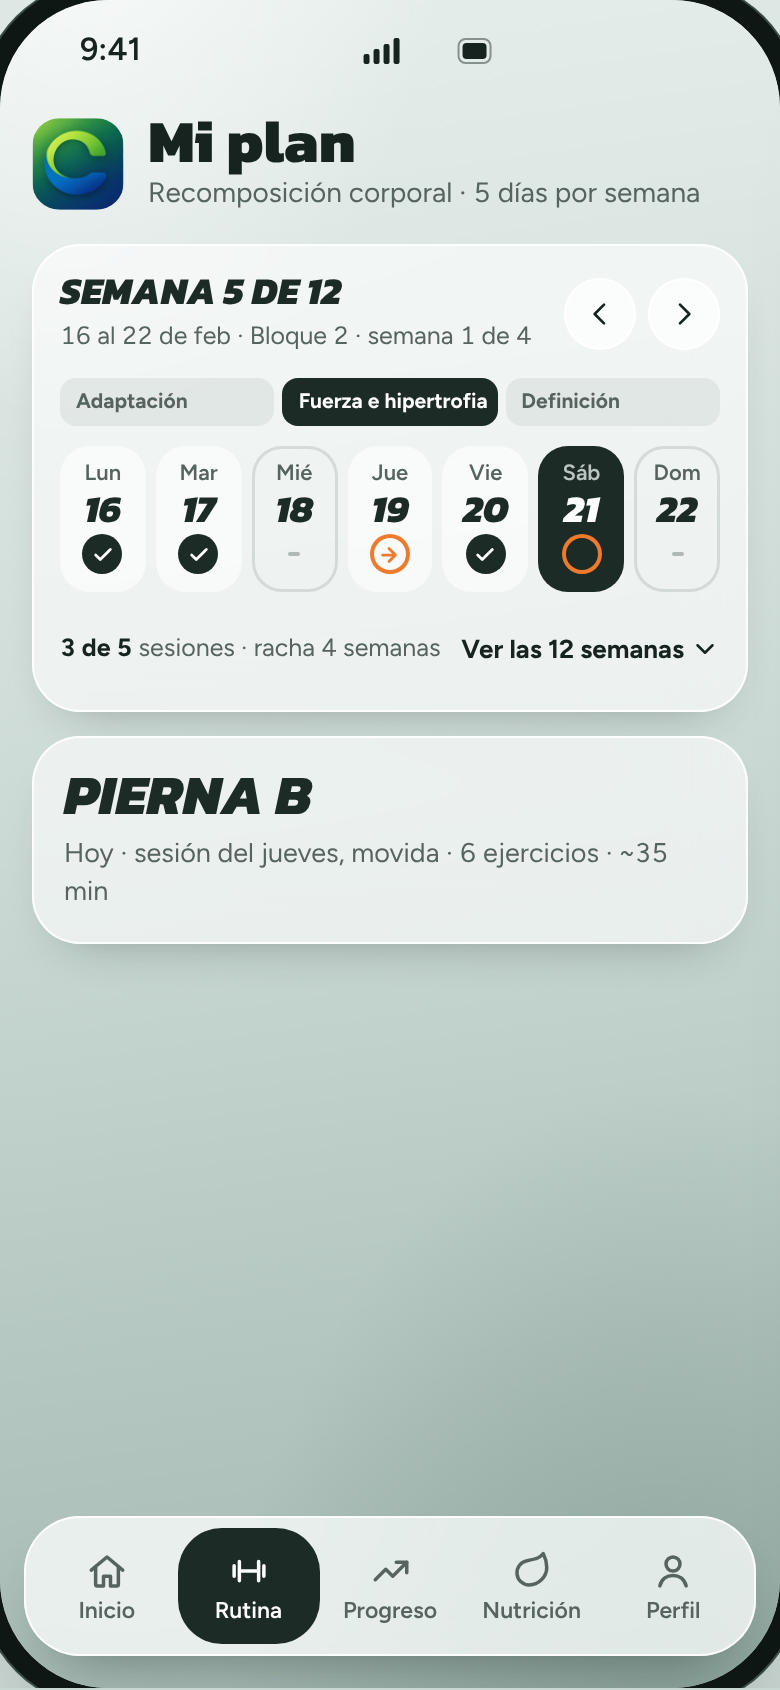 9:41
Mi plan
Recomposición corporal · 5 días por semana
SEMANA 5 DE 12
16 al 22 de feb · Bloque 2 · semana 1 de 4
Adaptación Fuerza e hipertrofia Definición
Lun Mar Mié Jue Vie Sáb Dom
16 17 18 19 20 21 22
3 de 5 sesiones · racha 4 semanas Ver las 12 semanas
PIERNA B
Hoy · sesión del jueves, movida · 6 ejercicios · ~35
min
Inicio Rutina Progreso Nutrición Perfil